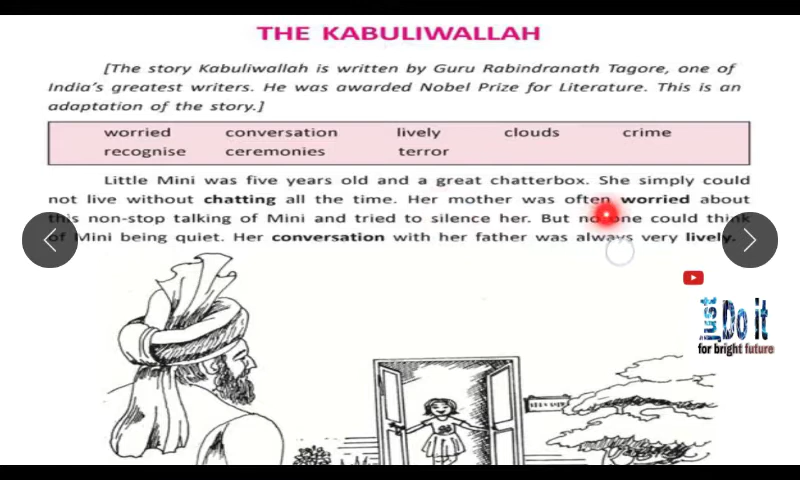 THE KABULIWALLAH
[The story Kabuliwallah is written by Guru Rabindranath Tagore, one of
India's greatest writers. He was awarded Nobel Prize for Literature. This is an
adaptation of the story.]
worried conversation lively clouds crime
recognise ceremonies terror
Little Mini was five years old and a great chatterbox. She simply could
not live without chatting all the time. Her mother was often worried about
this non-stop talking of Mini and tried to silence her. But no one could think
of Mini being quiet. Her conversation with her father was always very lively.
just
Do it
for bright future